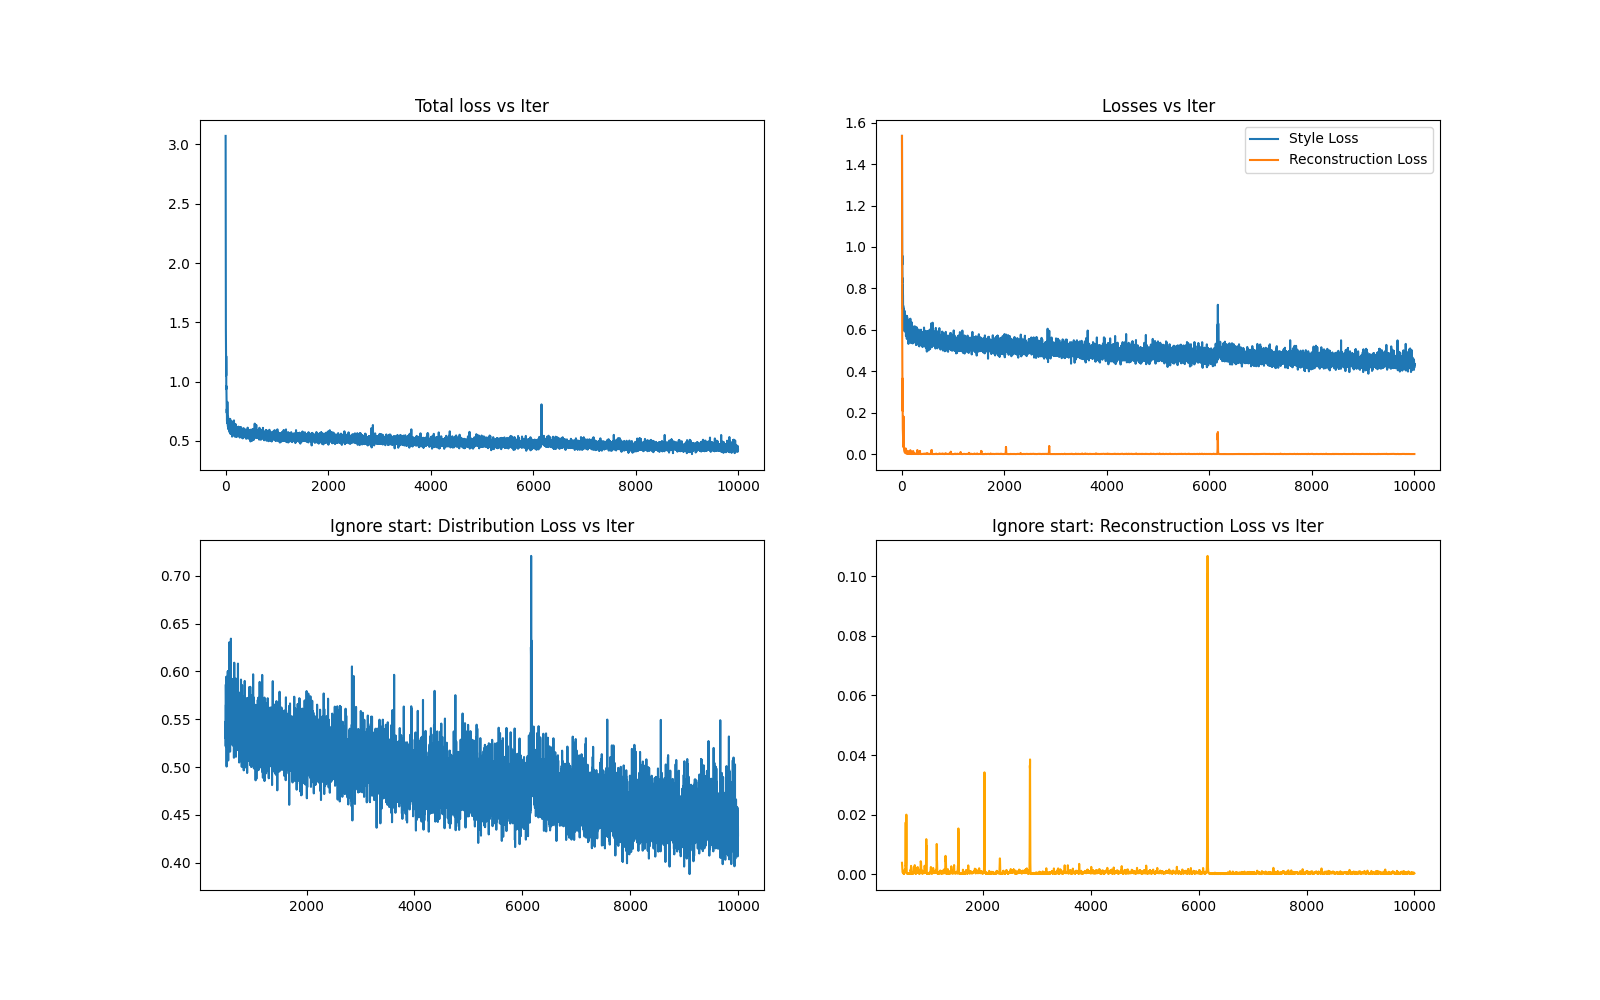 Total loss vs Iter
3.0
2.5
2.0
1.5
1.0
0.5
0 2000 4000 6000 8000 10000
Losses vs Iter
Style Loss
Reconstruction Loss
1.6
1.4
1.2
1.0
0.8
0.6
0.4
0.2
0.0
0 2000 4000 6000 8000 10000
Ignore start: Distribution Loss vs Iter
0.70
0.65
0.60
0.55
0.50
0.45
0.40
2000 4000 6000 8000 10000
Ignore start: Reconstruction Loss vs Iter
0.10
0.08
0.06
0.04
0.02
0.00
2000 4000 6000 8000 10000